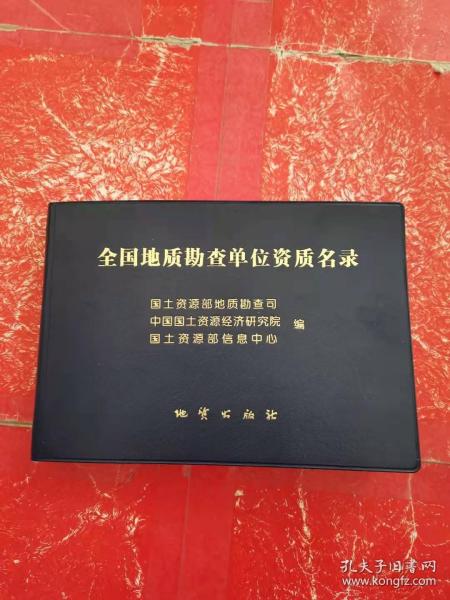 全国地质勘查单位资质名录
国土资源部地质勘查司
中国国土资源经济研究院 编
国土资源部信息中心
地质出版社
孔夫子旧书网
www.kongfz.com